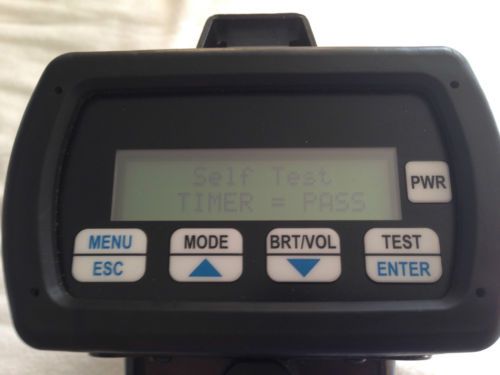 Self Test
TIMER = PASS
PWR
MENU MODE BRT/VOL TEST
ESC ENTER